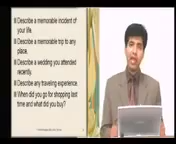 Describe a memorable incident of
your life.
Describe a memorable trip to any
place.
Describe a wedding you attended
recently.
Describe any traveling experience.
When did you go for shopping last
time and what did you buy?